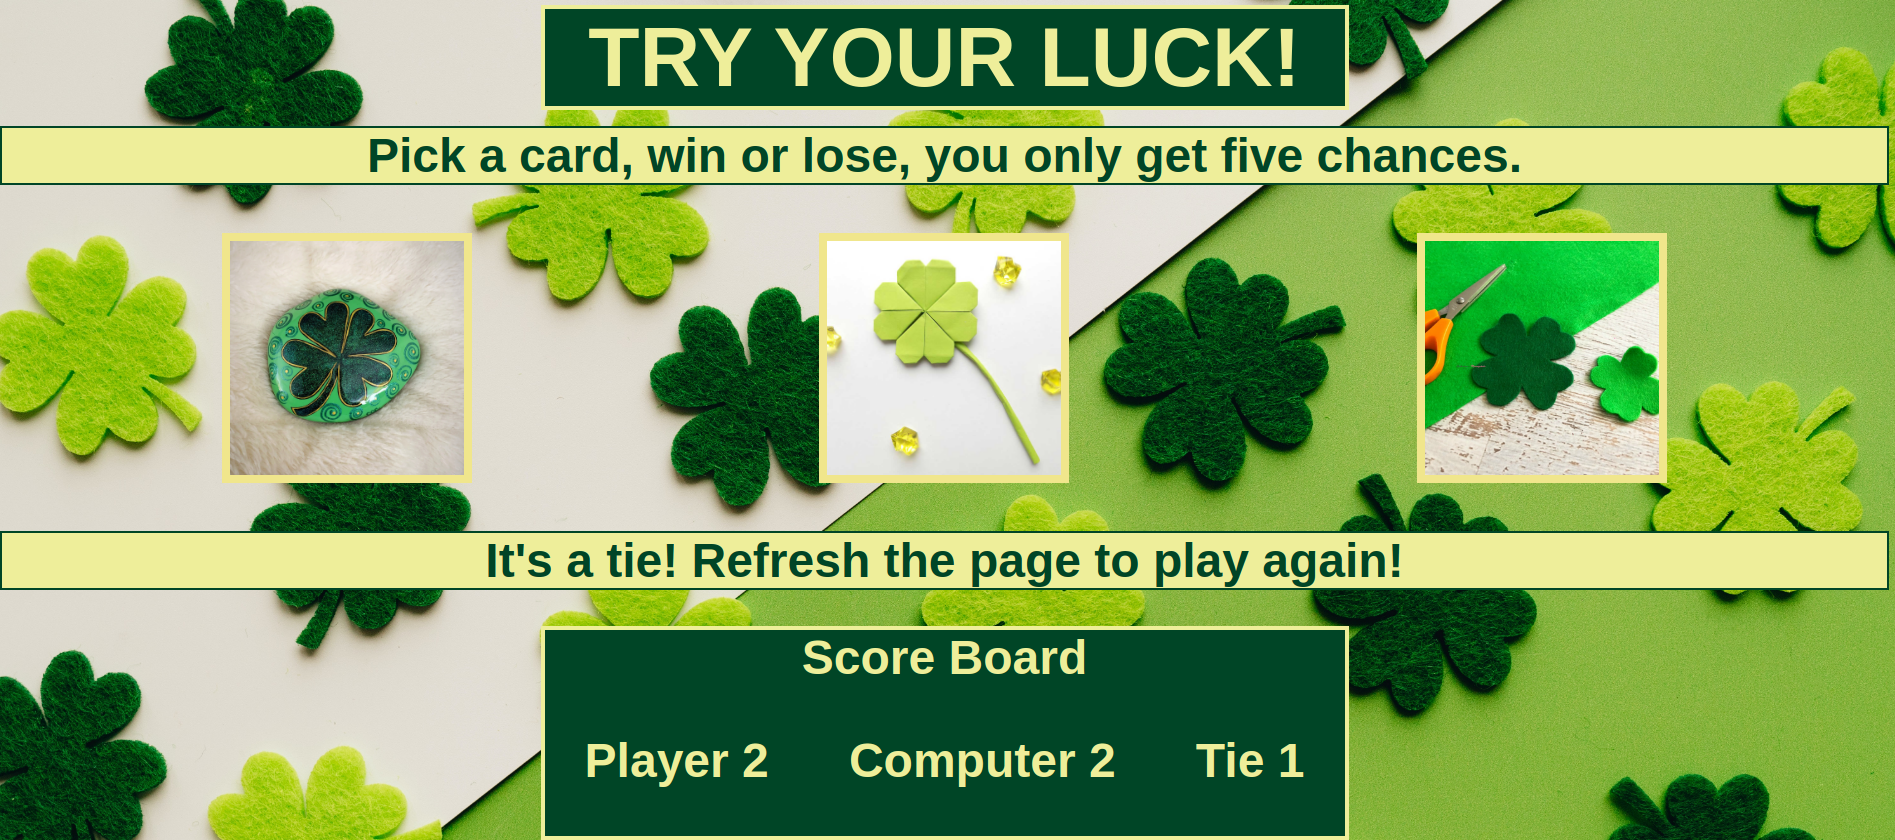 TRY YOUR LUCK!
Pick a card, win or lose, you only get five chances.
It's a tie! Refresh the page to play again!
Score Board
Player 2 Computer 2 Tie 1